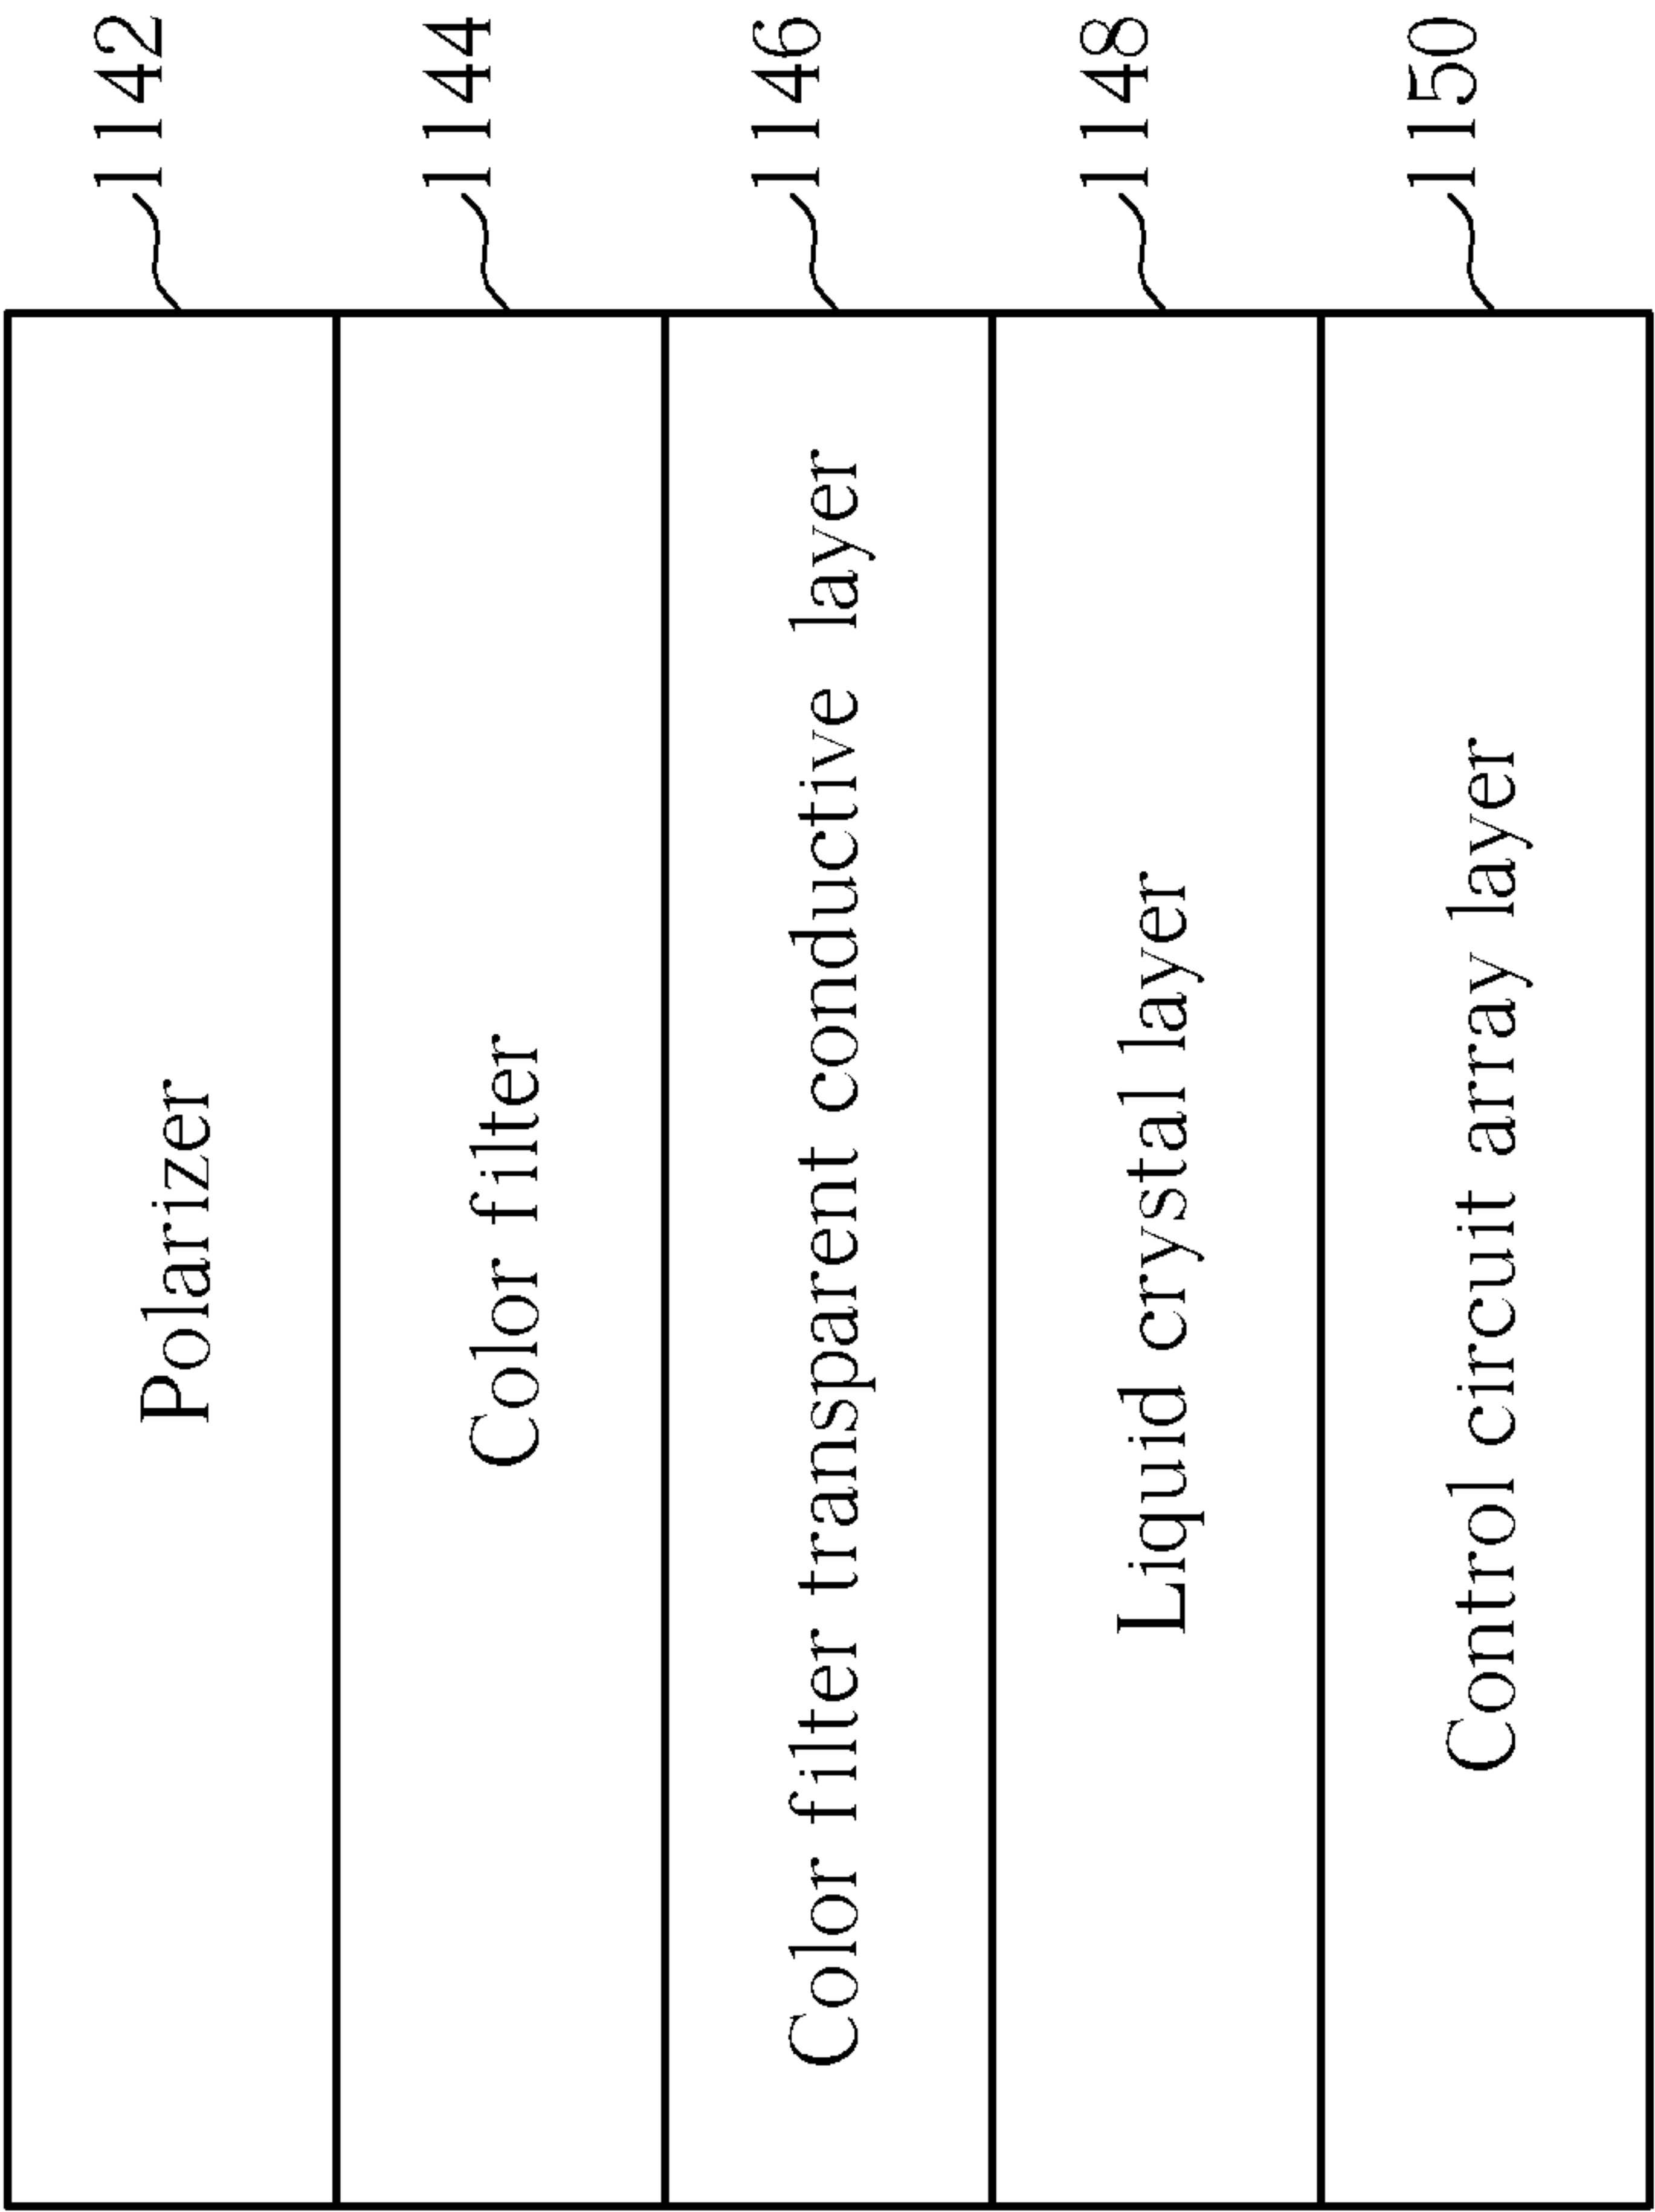 Polarizer 1142
Color filter 1144
Color filter transparent conductive layer 1146
Liquid crystal layer 1148
Control circuit array layer 1150